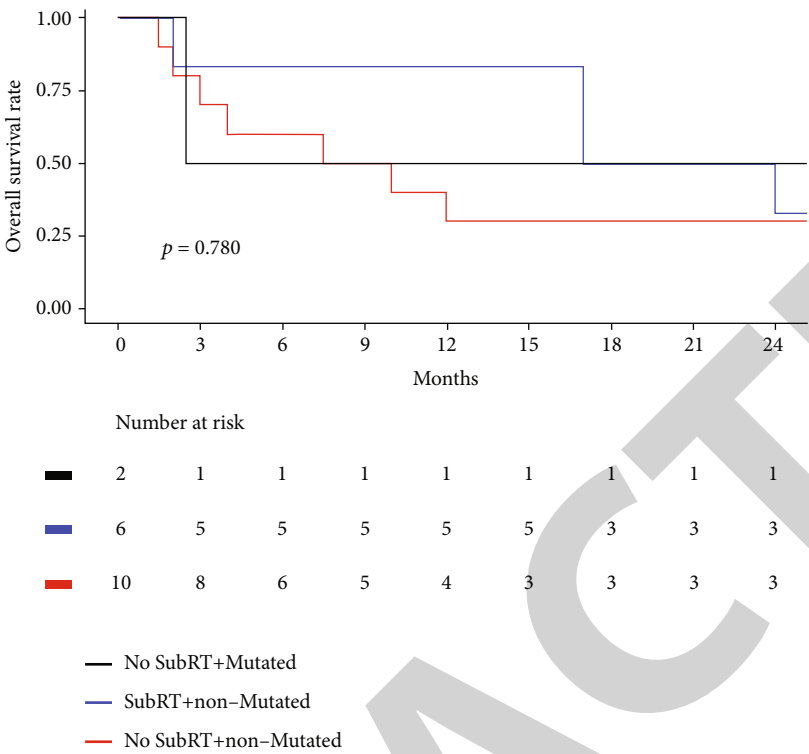 1.00
0.75
0.50
0.25
0.00
Overall survival rate
p = 0.780
0 3 6 9 12 15 18 21 24
Months
Number at risk
2 1 1 1 1 1 1 1 1
6 5 5 5 5 5 3 3 3
10 8 6 5 4 3 3 3 3
No SubRT+Mutated
SubRT+non–Mutated
No SubRT+non–Mutated
ACT